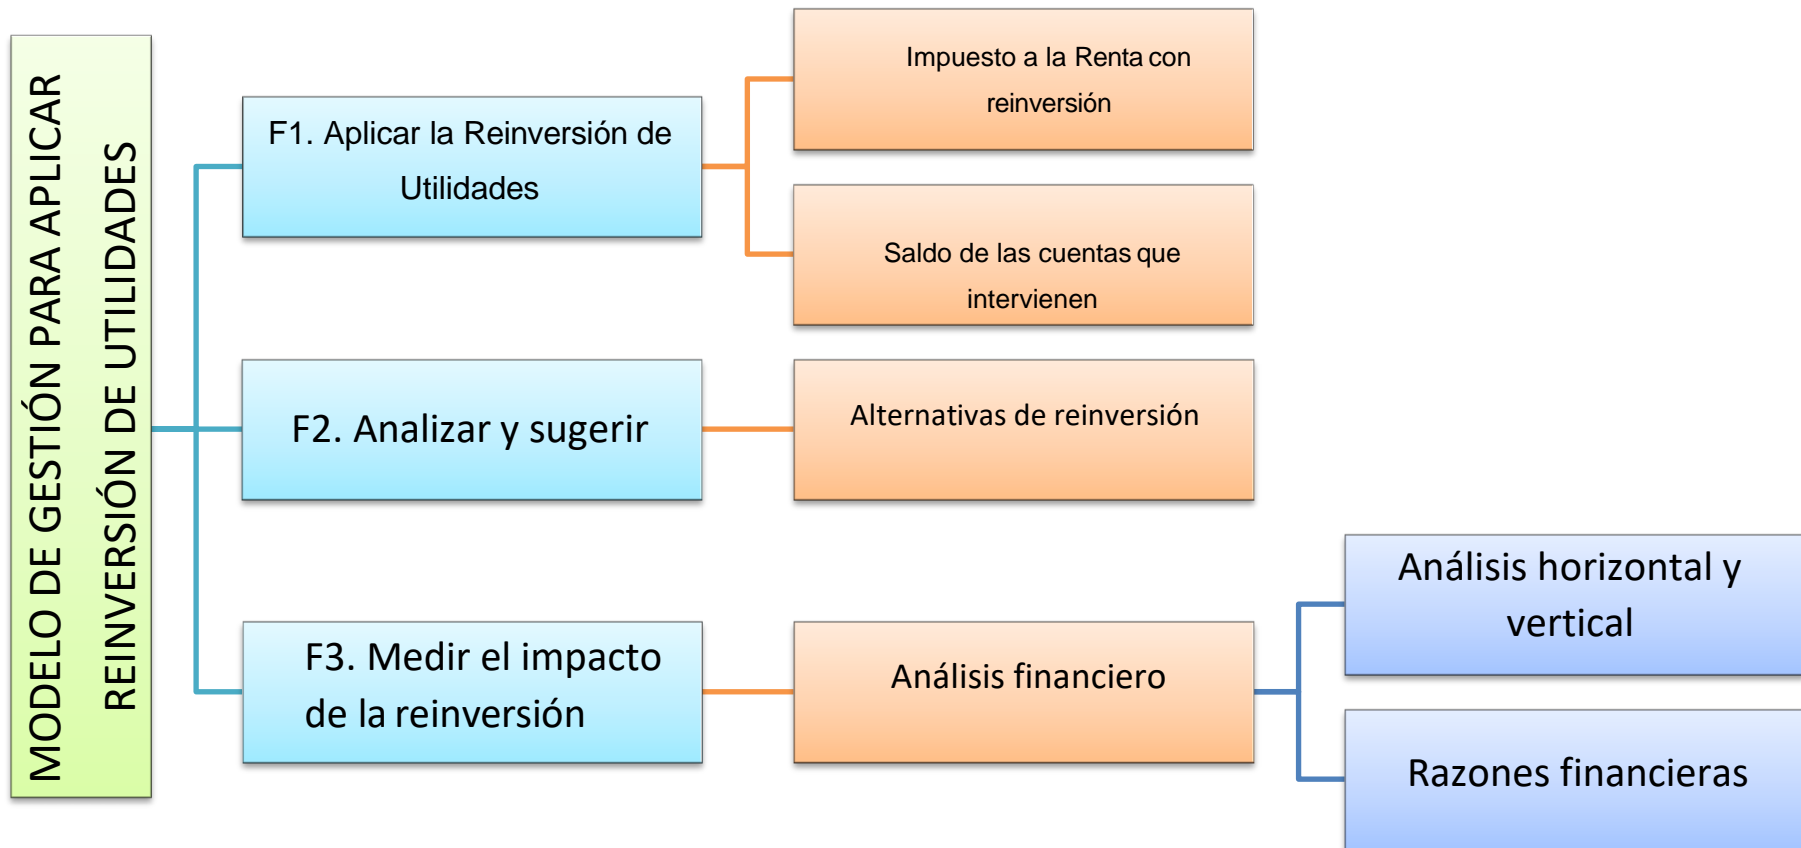 MODELO DE GESTIÓN PARA APLICAR
REINVERSIÓN DE UTILIDADES
F1. Aplicar la Reinversión de
Utilidades
Impuesto a la Renta con
reinversión
Saldo de las cuentas que
intervienen
F2. Analizar y sugerir
Alternativas de reinversión
F3. Medir el impacto
de la reinversión
Análisis financiero
Análisis horizontal y
vertical
Razones financieras